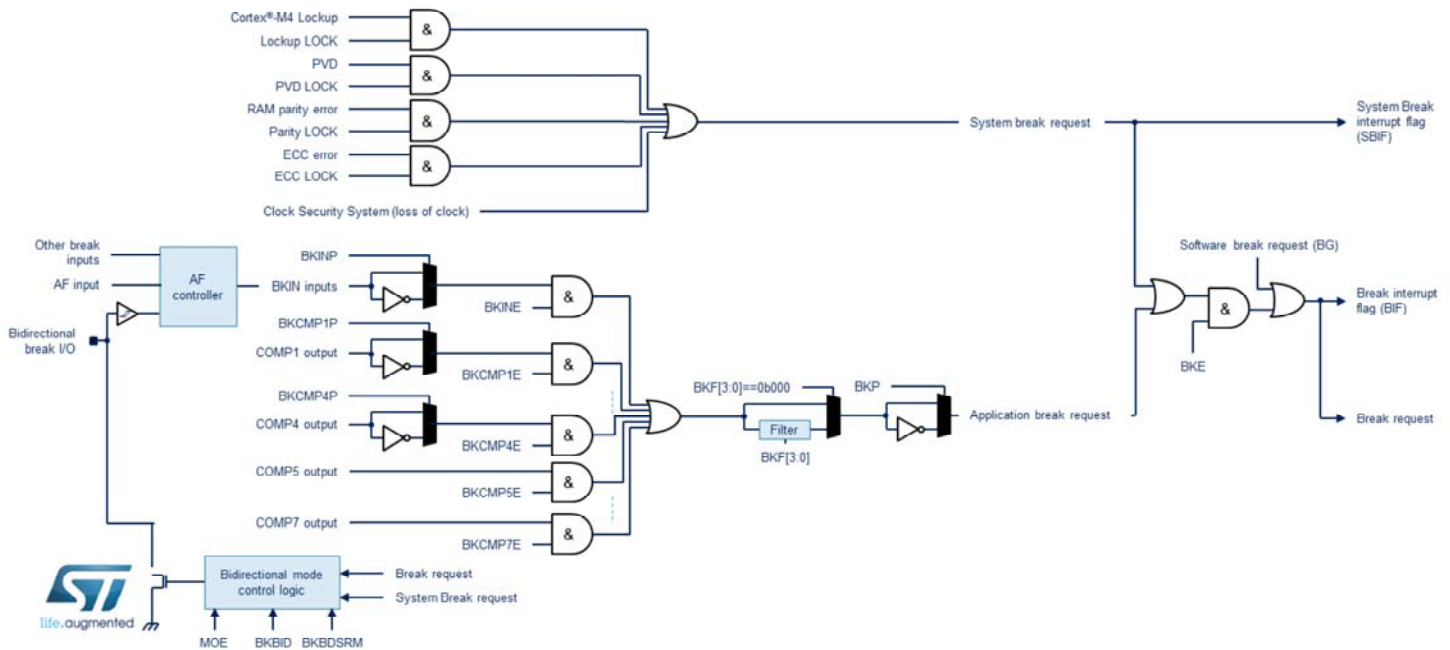 Cortex®-M4 Lockup
&
Lockup LOCK
PVD
&
PVD LOCK
RAM parity error
&
Parity LOCK
ECC error
&
ECC LOCK
Clock Security System (loss of clock)
System break request
System Break
interrupt flag
(SBIF)
Other break
inputs
AF input
AF
controller
Bidirectional
break I/O
BKINP
BKIN inputs
&
BKINE
BKCMP1P
COMP1 output
&
BKCMP1E
BKCMP4P
COMP4 output
&
BKCMP4E
COMP5 output
&
BKCMP5E
COMP7 output
&
BKCMP7E
BKF[3:0]==0b000
Filter
BKF[3:0]
BKP
Application break request
Software break request (BG)
&
BKE
Break interrupt
flag (BIF)
Break request
ST
life.augmented
Bidirectional mode
control logic
Break request
System Break request
MOE
BKBID
BKBDSRM